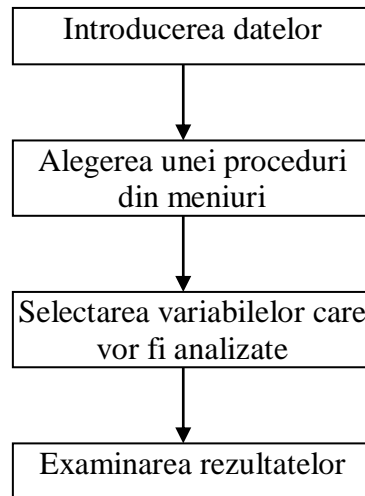 Introducerea datelor
Alegerea unei proceduri
din meniuri
Selectarea variabilelor care
vor fi analizate
Examinarea rezultatelor